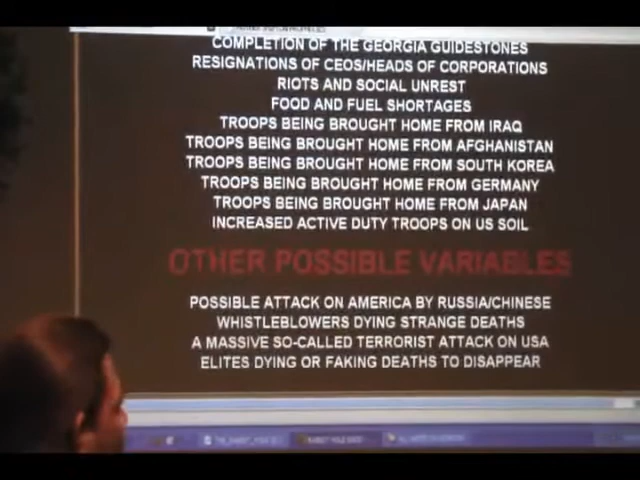 COMPLETION OF THE GEORGIA GUIDESTONES
RESIGNATIONS OF CEOS/HEADS OF CORPORATIONS
RIOTS AND SOCIAL UNREST
FOOD AND FUEL SHORTAGES
TROOPS BEING BROUGHT HOME FROM IRAQ
TROOPS BEING BROUGHT HOME FROM AFGHANISTAN
TROOPS BEING BROUGHT HOME FROM SOUTH KOREA
TROOPS BEING BROUGHT HOME FROM GERMANY
TROOPS BEING BROUGHT HOME FROM JAPAN
INCREASED ACTIVE DUTY TROOPS ON US SOIL
OTHER POSSIBLE VARIABLES
POSSIBLE ATTACK ON AMERICA BY RUSSIA/CHINESE
WHISTLEBLOWERS DYING STRANGE DEATHS
A MASSIVE SO-CALLED TERRORIST ATTACK ON USA
ELITES DYING OR FAKING DEATHS TO DISAPPEAR